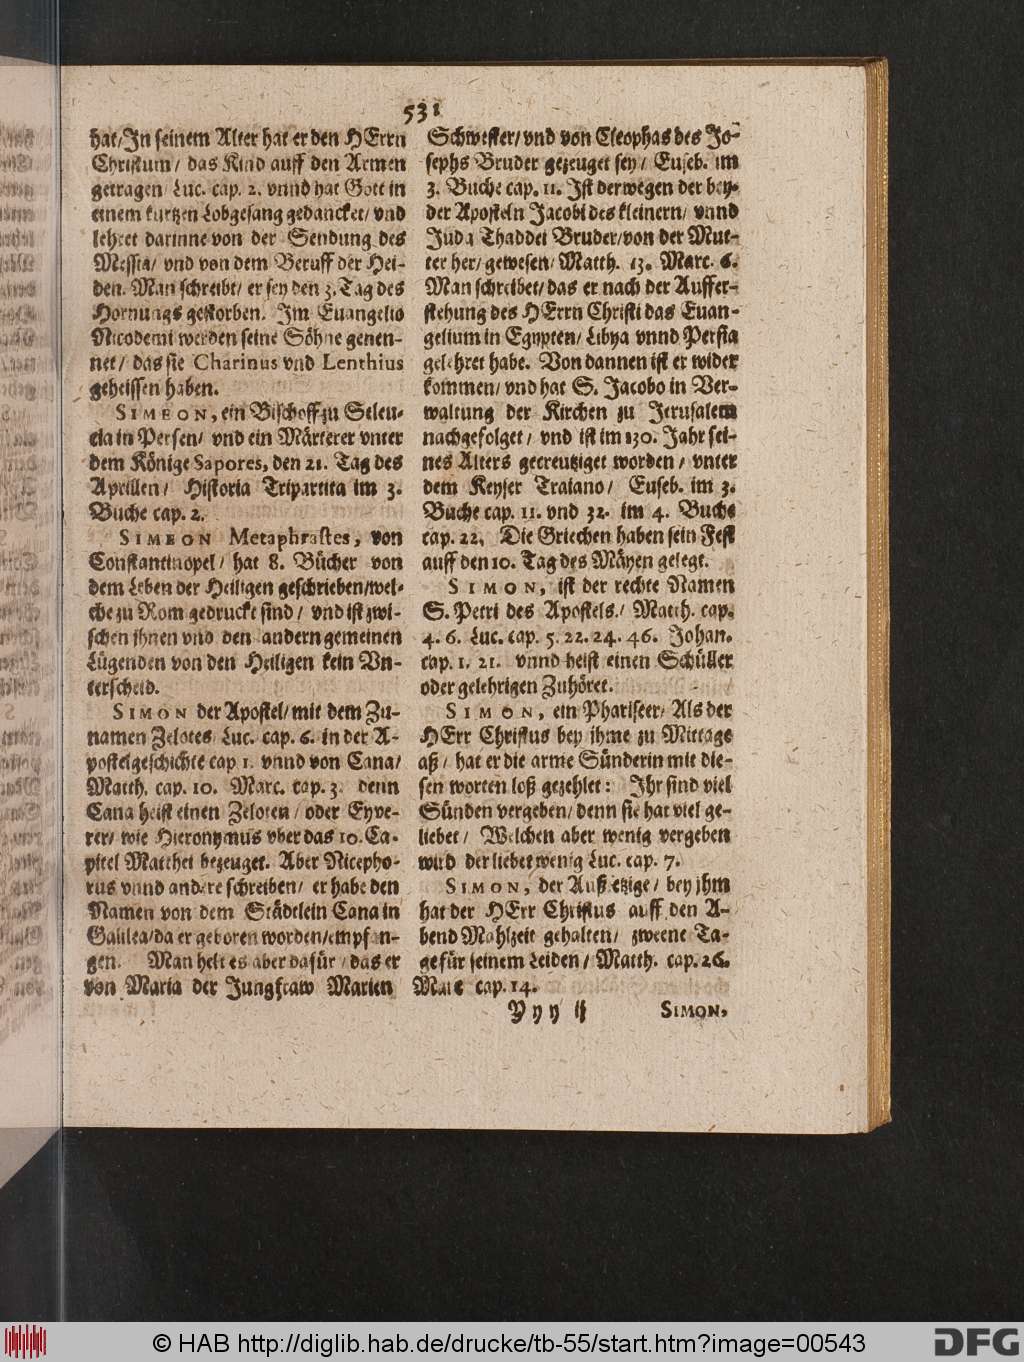 531
hat/ In seinem Alter hat er den HErrn
Christum/ das Kind auff den Armen
getragen Luc. cap. 2. vnnd hat Gott in
einem kurtzen Lobgesang gedancket/ vnd
lehret darinne von der Sendung des
Messia/ vnd von dem Beruff der Hei-
den. Man schreibt/ er sey den 3. Tag des
Hornungs gestorben. Im Euangelio
Nicodemi werden seine Söhne genen-
net/ das sie Charinus vnd Lenthius
geheissen haben.
SIMEON, ein Bischoff zu Seleu-
cia in Persen/ vnd ein Märterer vnter
dem Könige Sapores, den 21. Tag des
Aprillen/ Historia Tripartita im 3.
Buche cap. 2.
SIMEON Metaphrastes, von
Constantinopel/ hat 8. Bücher von
dem Leben der Heiligen geschrieben/ wel-
che zu Rom gedruckt sind/ vnd ist zwi-
schen ihnen vnd den andern gemeinen
Lügenden von den Heiligen kein Vn-
terscheid.
SIMON der Apostel/ mit dem Zu-
namen Zelotes Luc. cap. 6. in der A-
postelgeschichte cap 1. vnnd von Cana/
Matth. cap. 10. Marc. cap. 3. denn
Cana heist einen Zeloten/ oder Eyve-
rer/ wie Hieronymus vber das 10. Ca-
pitel Matthei bezeuget. Aber Nicepho-
rus vnnd andere schreiben/ er habe den
Namen von dem Städtlein Cana in
Galilea/ da er geboren worden/ empfan-
gen. Man helt es aber dafür/ das er
von Maria der Jungfraw Marien
Schwester/ vnd von Cleophas des Jo-
sephs Bruder gezeuget sey/ Euseb. im
3. Buche cap. 11. Ist derwegen der bey-
der Aposteln Jacobi des kleinern/ vnnd
Juda Thaddei Bruder/ von der Mut-
ter her/ gewesen/ Matth. 13. Marc. 6.
Man schreibet/ das er nach der Auffer-
stehung des HErrn Christi das Euan-
gelium in Egypten/ Libya vnnd Persia
gelehret habe. Von dannen ist er wider
kommen/ vnd hat S. Jacobo in Ver-
waltung der Kirchen zu Jerusalem
nachgefolget/ vnd ist im 130. Jahr sei-
nes Alters gecreutziget worden/ vnter
dem Keyser Traiano/ Euseb. im 3.
Buche cap. 11. vnd 32. im 4. Buche
cap. 22. Die Griechen haben sein Fest
auff den 10. Tag des Mäyen gelegt.
SIMON, ist der rechte Namen
S. Petri des Apostels/ Matth. cap.
4. 6. Luc. cap. 5. 22. 24. 46. Johan.
cap. 1. 21. vnnd heist einen Schüller
oder gelehrigen Zuhörer.
SIMON, ein Phariseer/ Als der
HErr Christus bey ihme zu Mittage
aß/ hat er die arme Sünderin mit die-
sen worten loß gezehlet: Ihr sind viel
Sünden vergeben/ denn sie hat viel ge-
liebet/ Welchen aber wenig vergeben
wird der liebet wenig Luc. cap. 7.
SIMON, der Außetzige/ bey jhm
hat der HErr Christus auff den A-
bend Mahlzeit gehalten/ zweene Ta-
ge für seinem Leiden/ Matth. cap. 26.
Marc cap. 14.
Yyy ij SIMON,
© HAB http://diglib.hab.de/drucke/tb-55/start.htm?image=00543
DFG